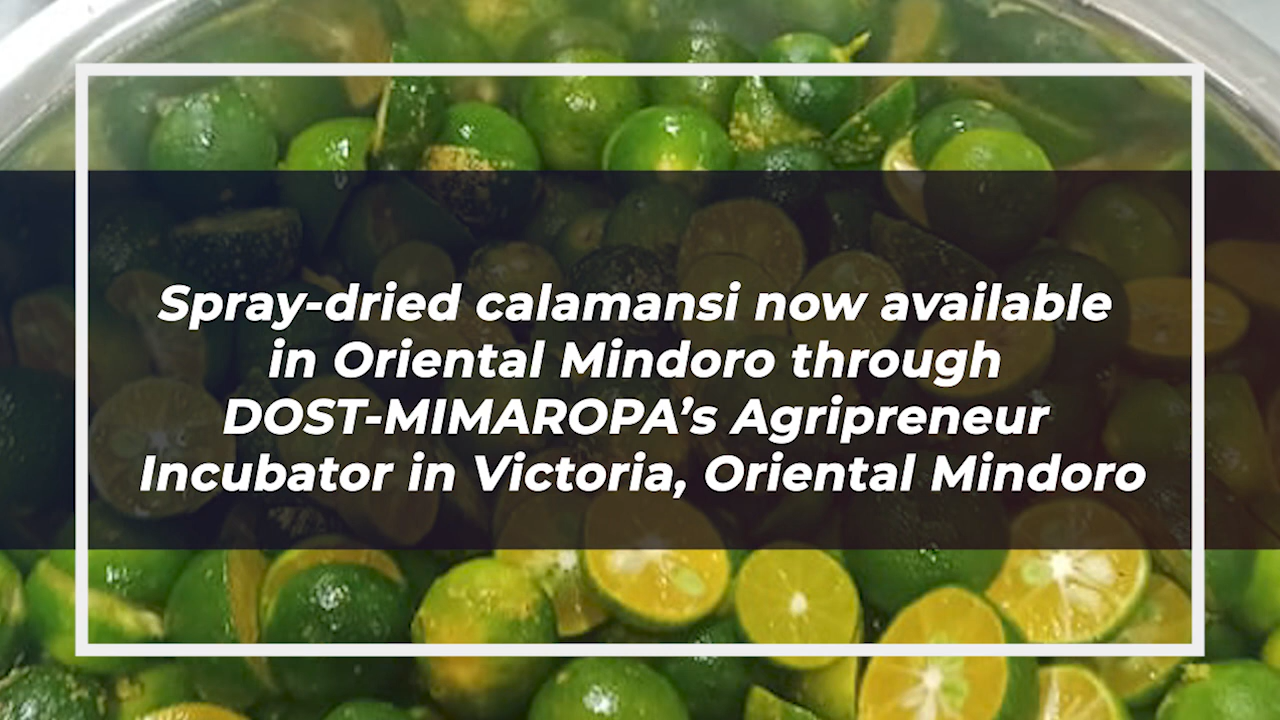 Spray-dried calamansi now available
in Oriental Mindoro through
DOST-MIMAROPA’s Agripreneur
Incubator in Victoria, Oriental Mindoro